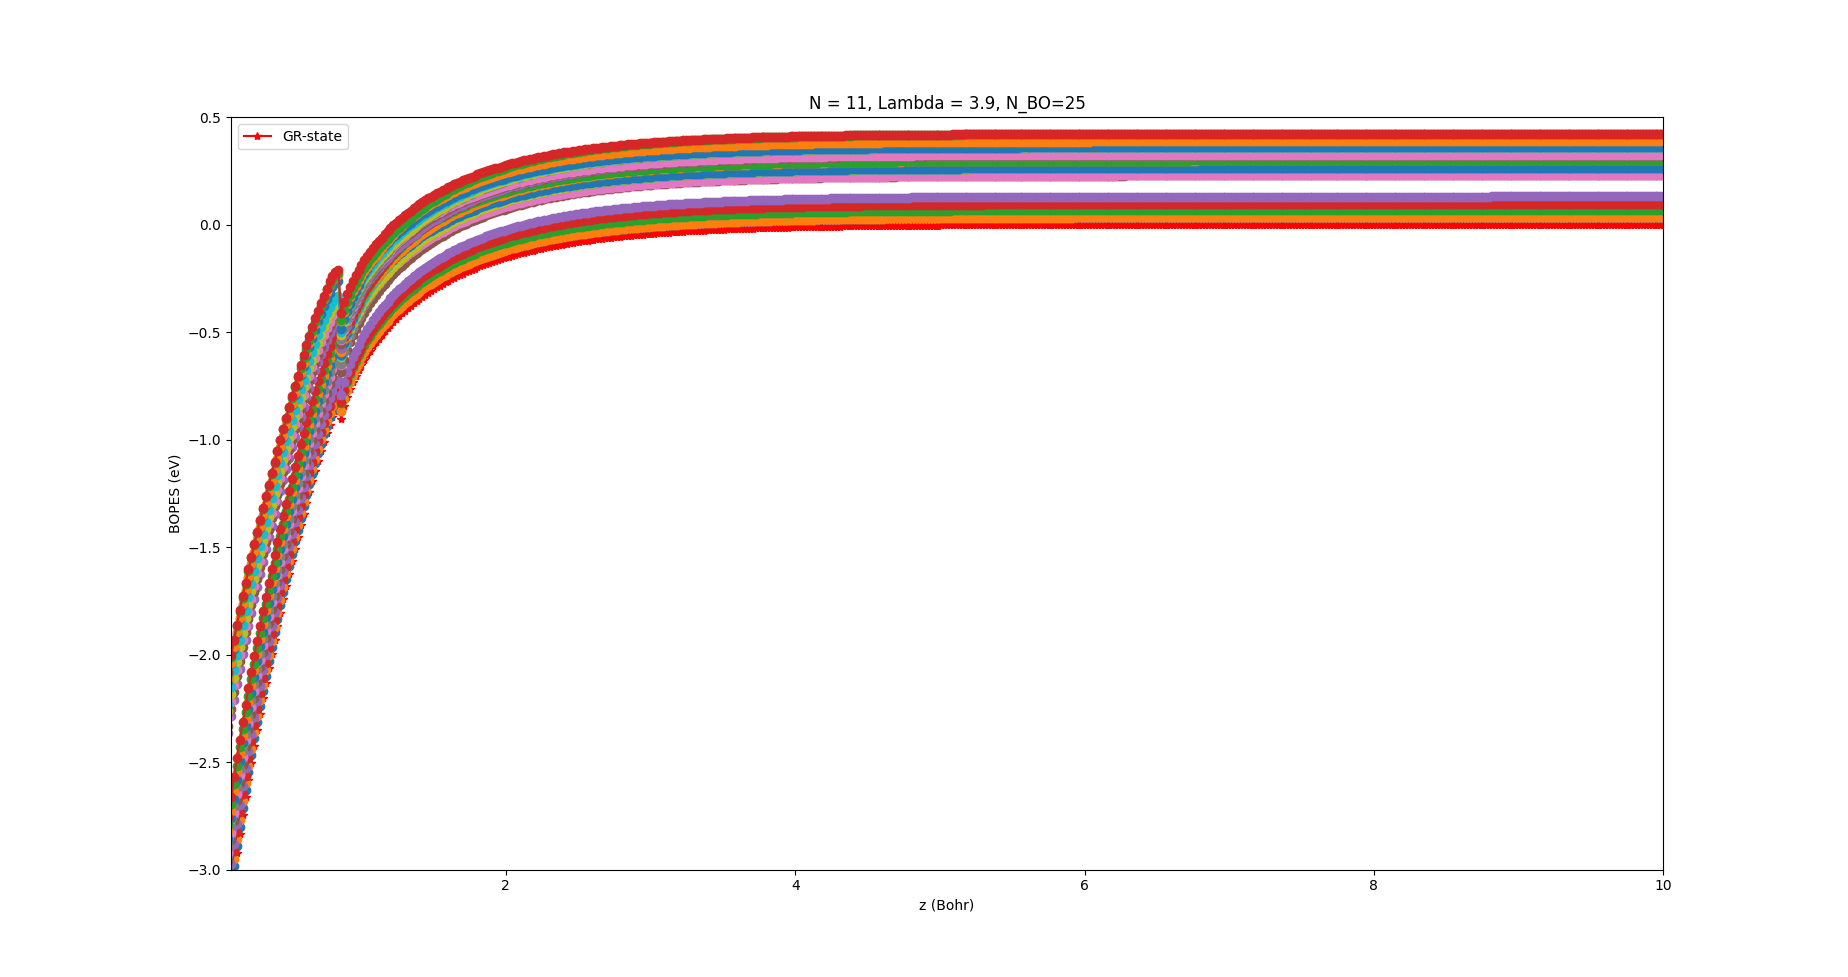 N = 11, Lambda = 3.9, N_BO=25
GR-state
0.5
0.0
−0.5
−1.0
−1.5
−2.0
−2.5
−3.0
BOPES (eV)
2 4 6 8 10
z (Bohr)